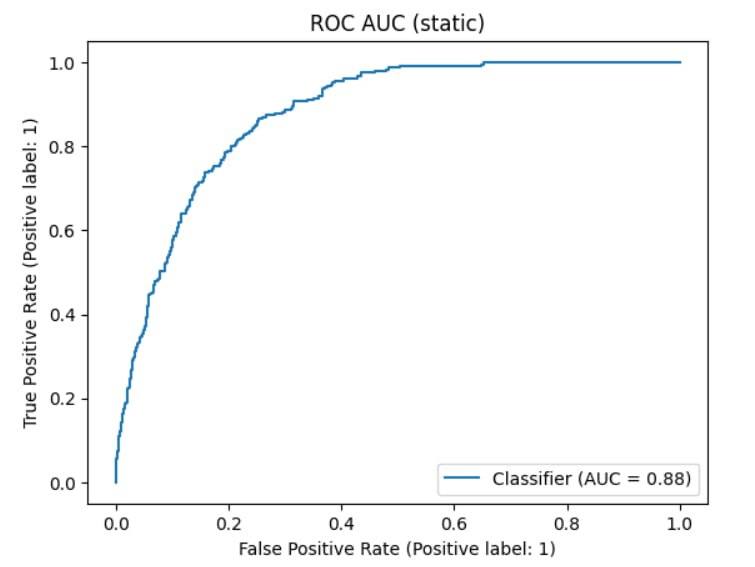 ROC AUC (static)
1.0
0.8
0.6
0.4
0.2
0.0
True Positive Rate (Positive label: 1)
Classifier (AUC = 0.88)
0.0 0.2 0.4 0.6 0.8 1.0
False Positive Rate (Positive label: 1)